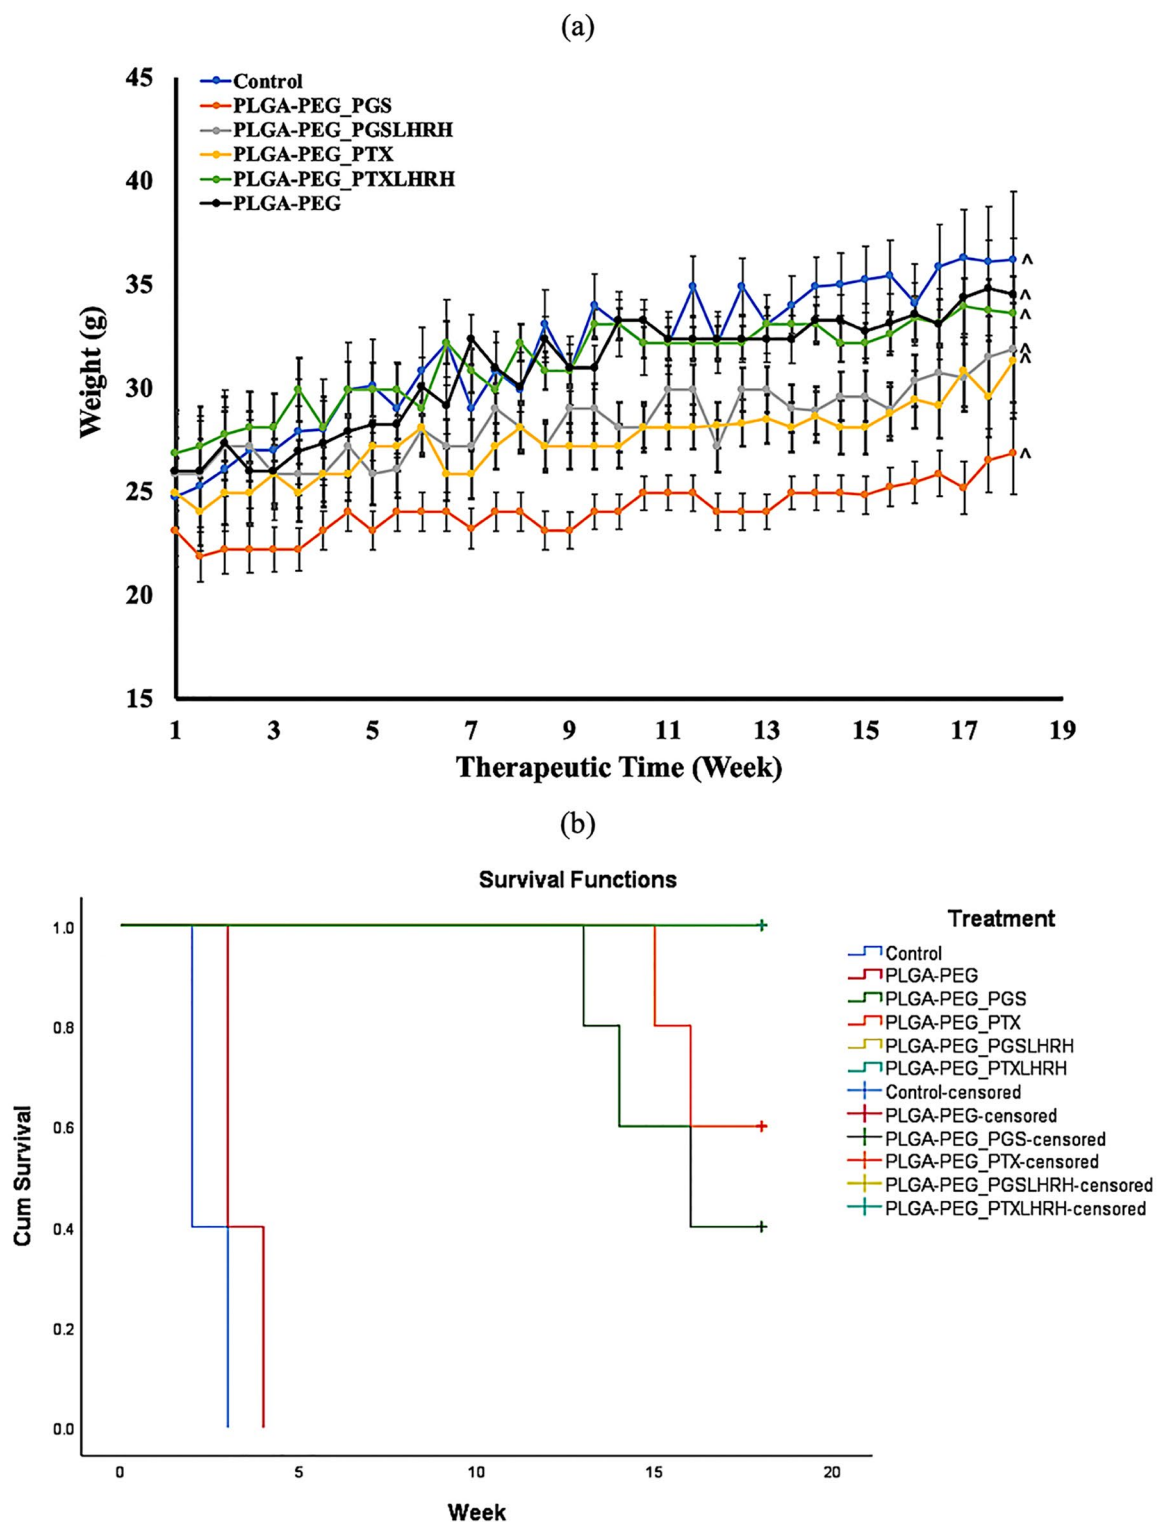 (a)
45
40
35
30
25
20
15
Weight (g)
Control
PLGA-PEG_PGS
PLGA-PEG_PGSLHRH
PLGA-PEG_PTX
PLGA-PEG_PTXLHRH
PLGA-PEG
^
^
^
^
^
^
1 3 5 7 9 11 13 15 17 19
Therapeutic Time (Week)
(b)
Survival Functions
1.0
0.8
0.6
0.4
0.2
0.0
Cum Survival
Treatment
Control
PLGA-PEG
PLGA-PEG_PGS
PLGA-PEG_PTX
PLGA-PEG_PGSLHRH
PLGA-PEG_PTXLHRH
Control-censored
PLGA-PEG-censored
PLGA-PEG_PGS-censored
PLGA-PEG_PTX-censored
PLGA-PEG_PGSLHRH-censored
PLGA-PEG_PTXLHRH-censored
0 5 10 15 20
Week